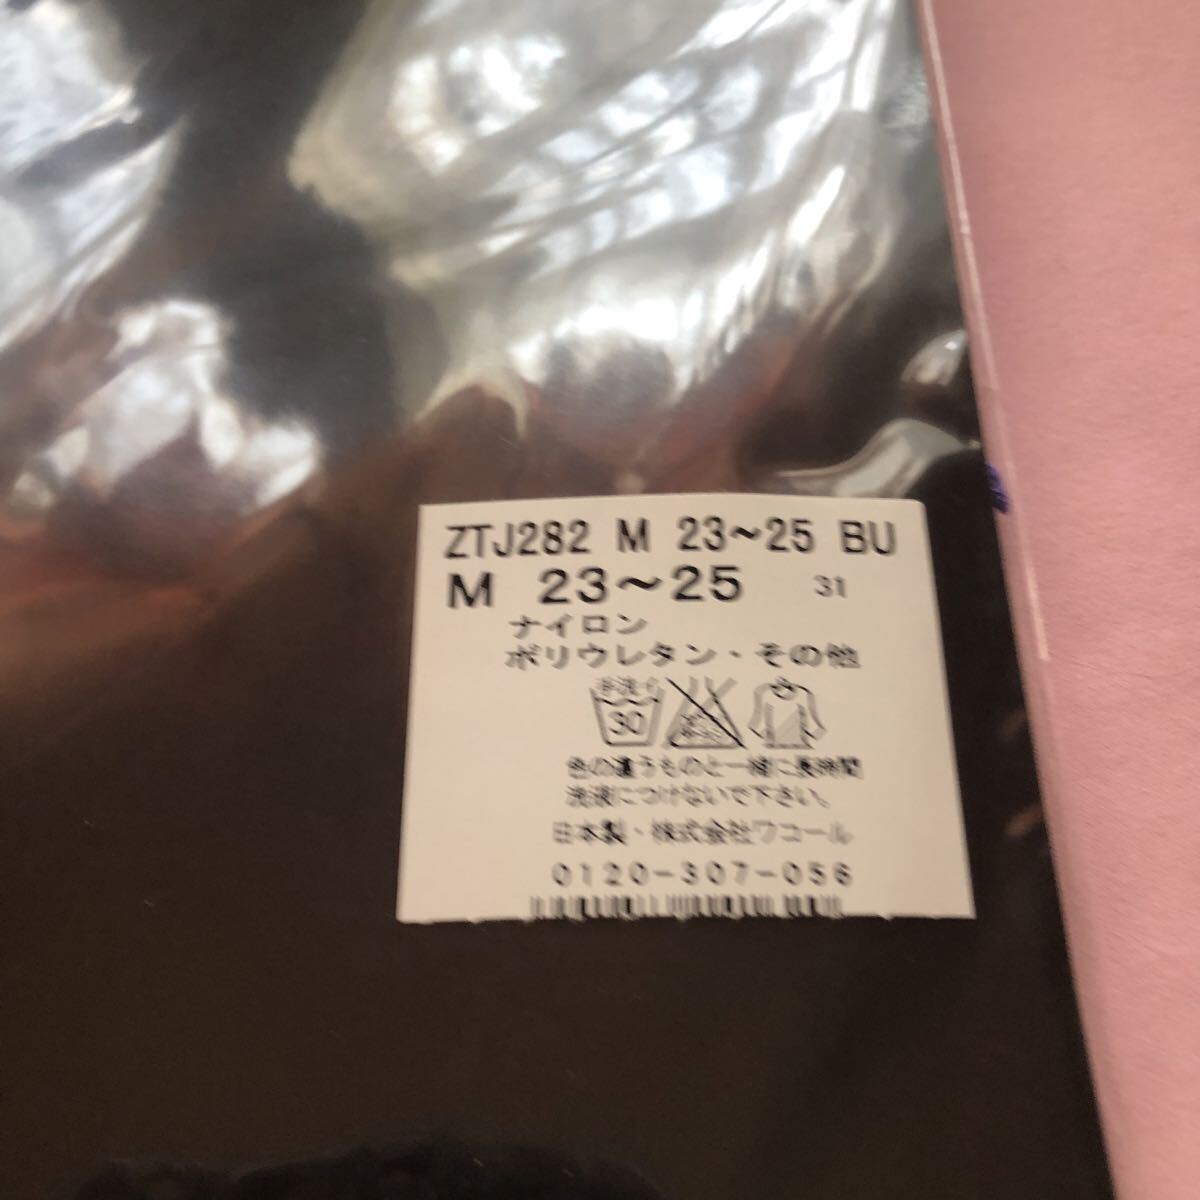 ZTJ282 M 23～25 BU
M 23～25 31
ナイロン
ポリウレタン・その他
手洗イ
30
色の違うものと一緒に長時間
洗液につけないで下さい。
日本製・株式会社ワコール
0120-307-056